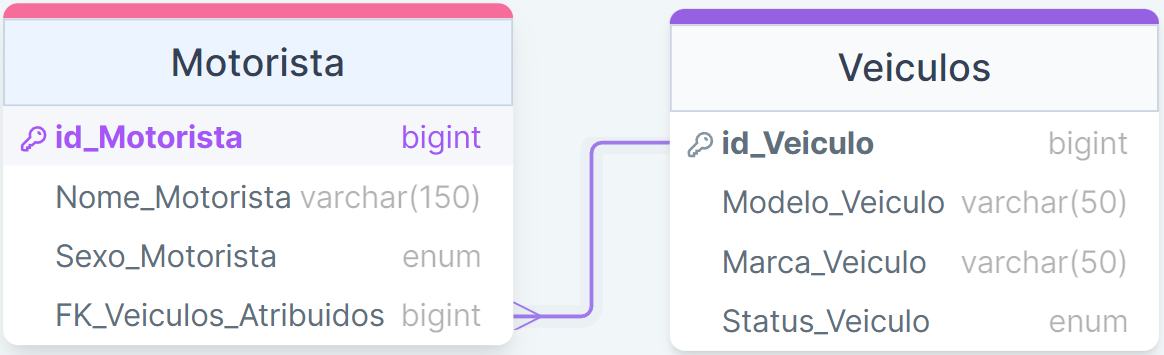 Motorista
id_Motorista bigint
Nome_Motorista varchar(150)
Sexo_Motorista enum
FK_Veiculos_Atribuidos bigint
Veiculos
id_Veiculo bigint
Modelo_Veiculo varchar(50)
Marca_Veiculo varchar(50)
Status_Veiculo enum